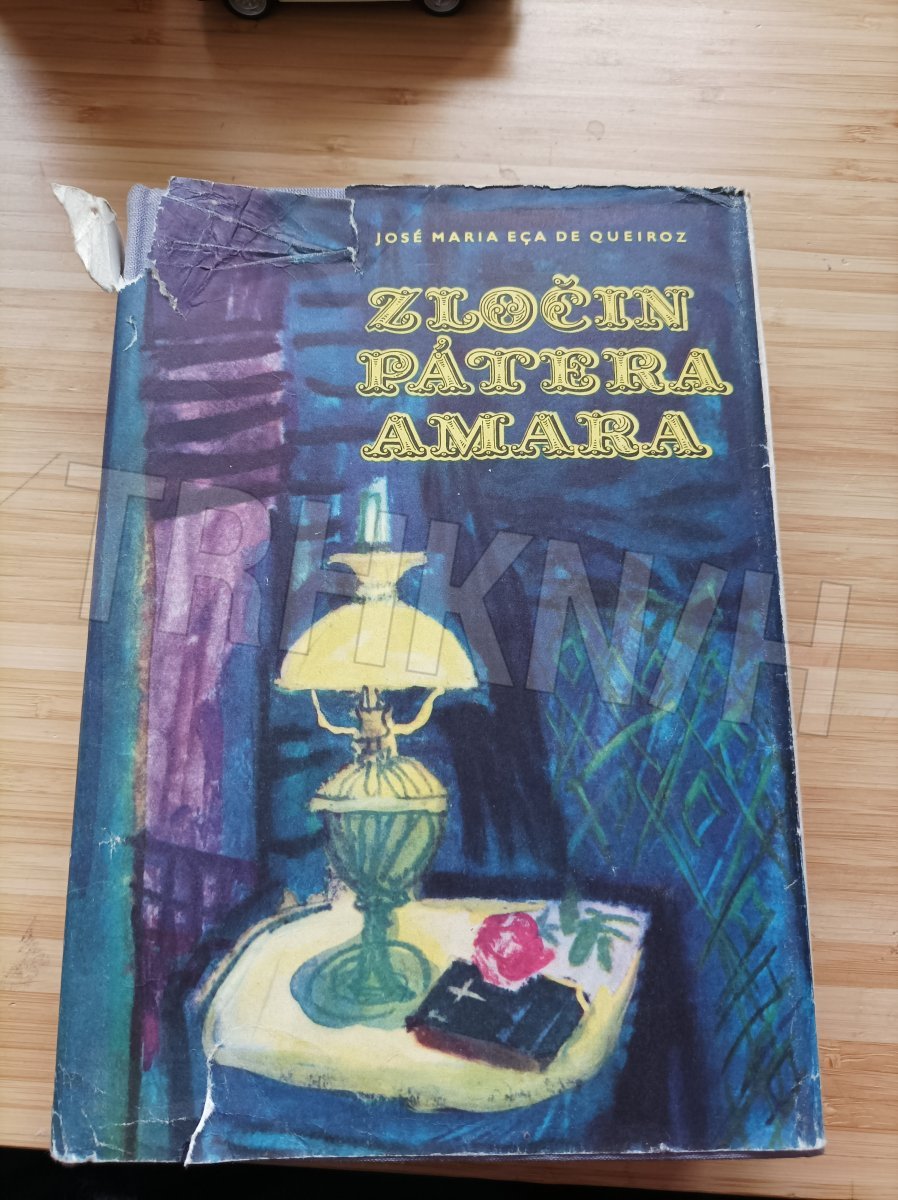 JOSÉ MARIA EÇA DE QUEIROZ
ZLOČIN
PÁTERA
AMARA
TRHKNIH